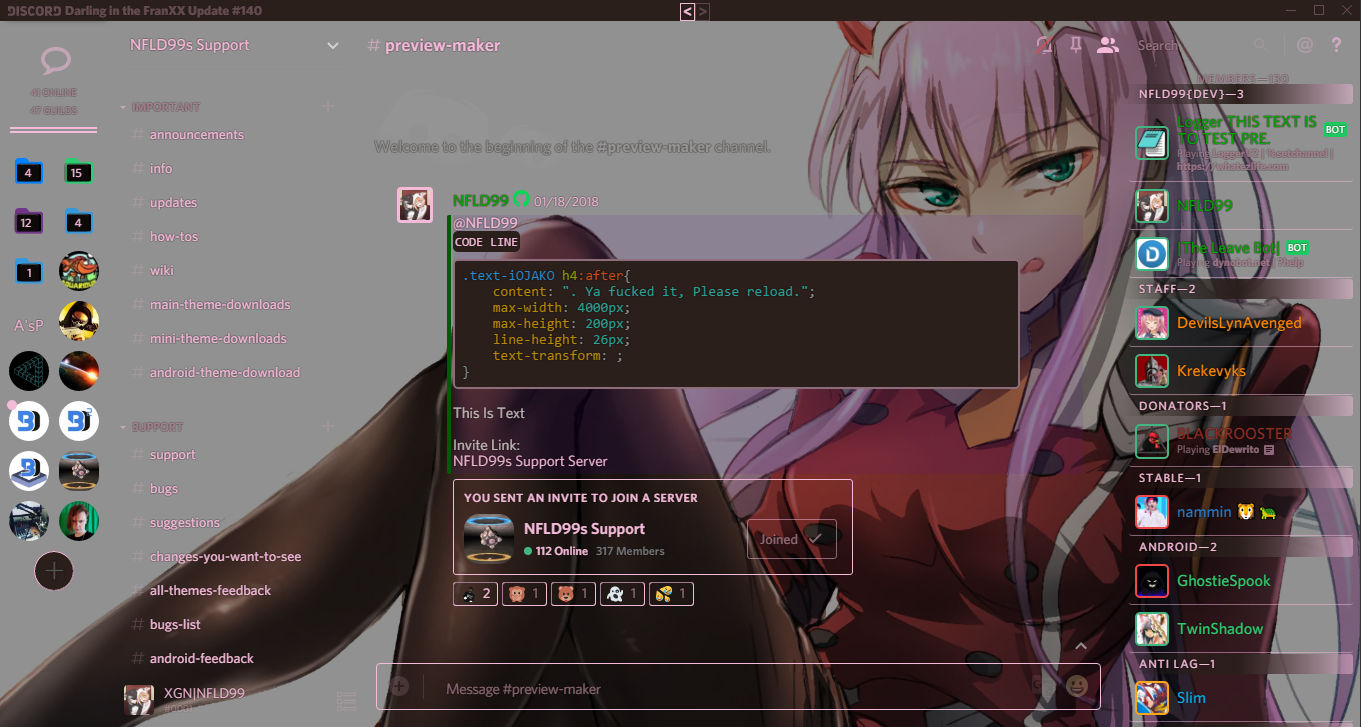 DISCORD Darling in the FranXX Update #140
< >
NFLD99s Support
# preview-maker
Search
@ ?
41 ONLINE
47 GUILDS
4
15
12
4
1
A'sP
IMPORTANT
# announcements
# info
# updates
# how-tos
# wiki
# main-theme-downloads
# mini-theme-downloads
# android-theme-download
SUPPORT
# support
# bugs
# suggestions
# changes-you-want-to-see
# all-themes-feedback
# bugs-list
# android-feedback
XGN|NFLD99
#0001
Welcome to the beginning of the #preview-maker channel.
NFLD99 01/18/2018
@NFLD99
CODE LINE
.text-iOJAKO h4:after{
content: ". Ya fucked it, Please reload.";
max-width: 4000px;
max-height: 200px;
line-height: 26px;
text-transform: ;
}
This Is Text
Invite Link:
NFLD99s Support Server
YOU SENT AN INVITE TO JOIN A SERVER
NFLD99s Support
112 Online 317 Members
Joined
2
1
1
1
1
Message #preview-maker
MEMBERS—130
NFLD99{DEV}—3
Logger THIS TEXT IS
TO TEST PRE.
BOT
Playing LoggerV2 | %setchannel |
https://whatezlife.com
NFLD99
[The Leave Bot] BOT
Playing dynobot.net | ?help
STAFF—2
DevilsLynAvenged
Krekevyks
DONATORS—1
BLACKROOSTER
Playing ElDewrito
STABLE—1
nammin
ANDROID—2
GhostieSpook
TwinShadow
ANTI LAG—1
Slim